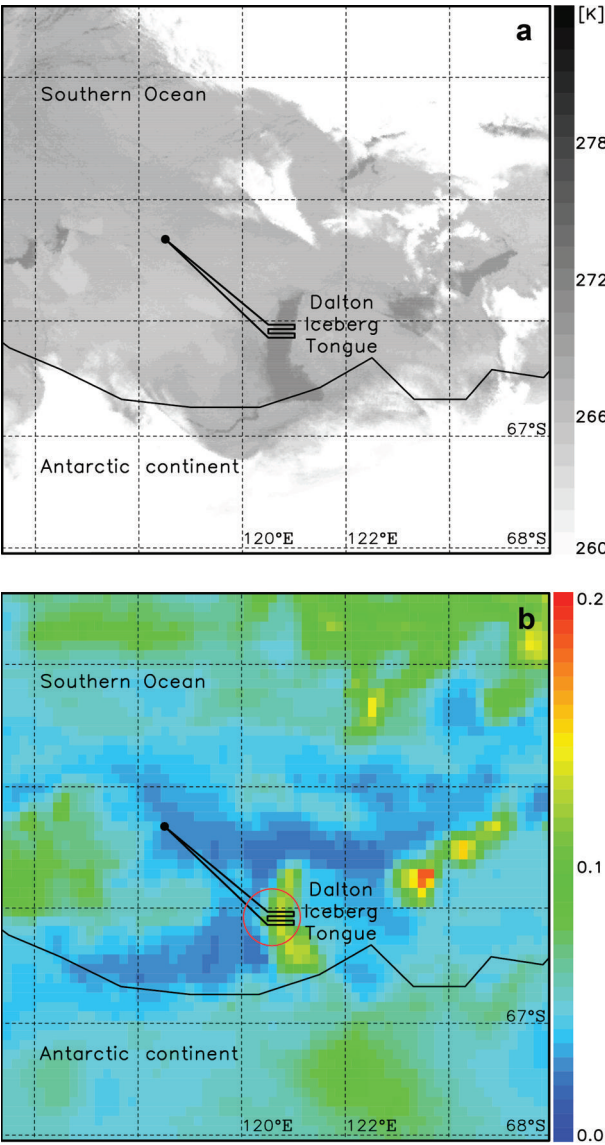 a
[K]
Southern Ocean
278
272
Dalton
Iceberg
Tongue
266
67°S
Antarctic continent
120°E
122°E
68°S
260
b
0.2
Southern Ocean
0.1
Dalton
Iceberg
Tongue
67°S
Antarctic continent
120°E
122°E
68°S
0.0